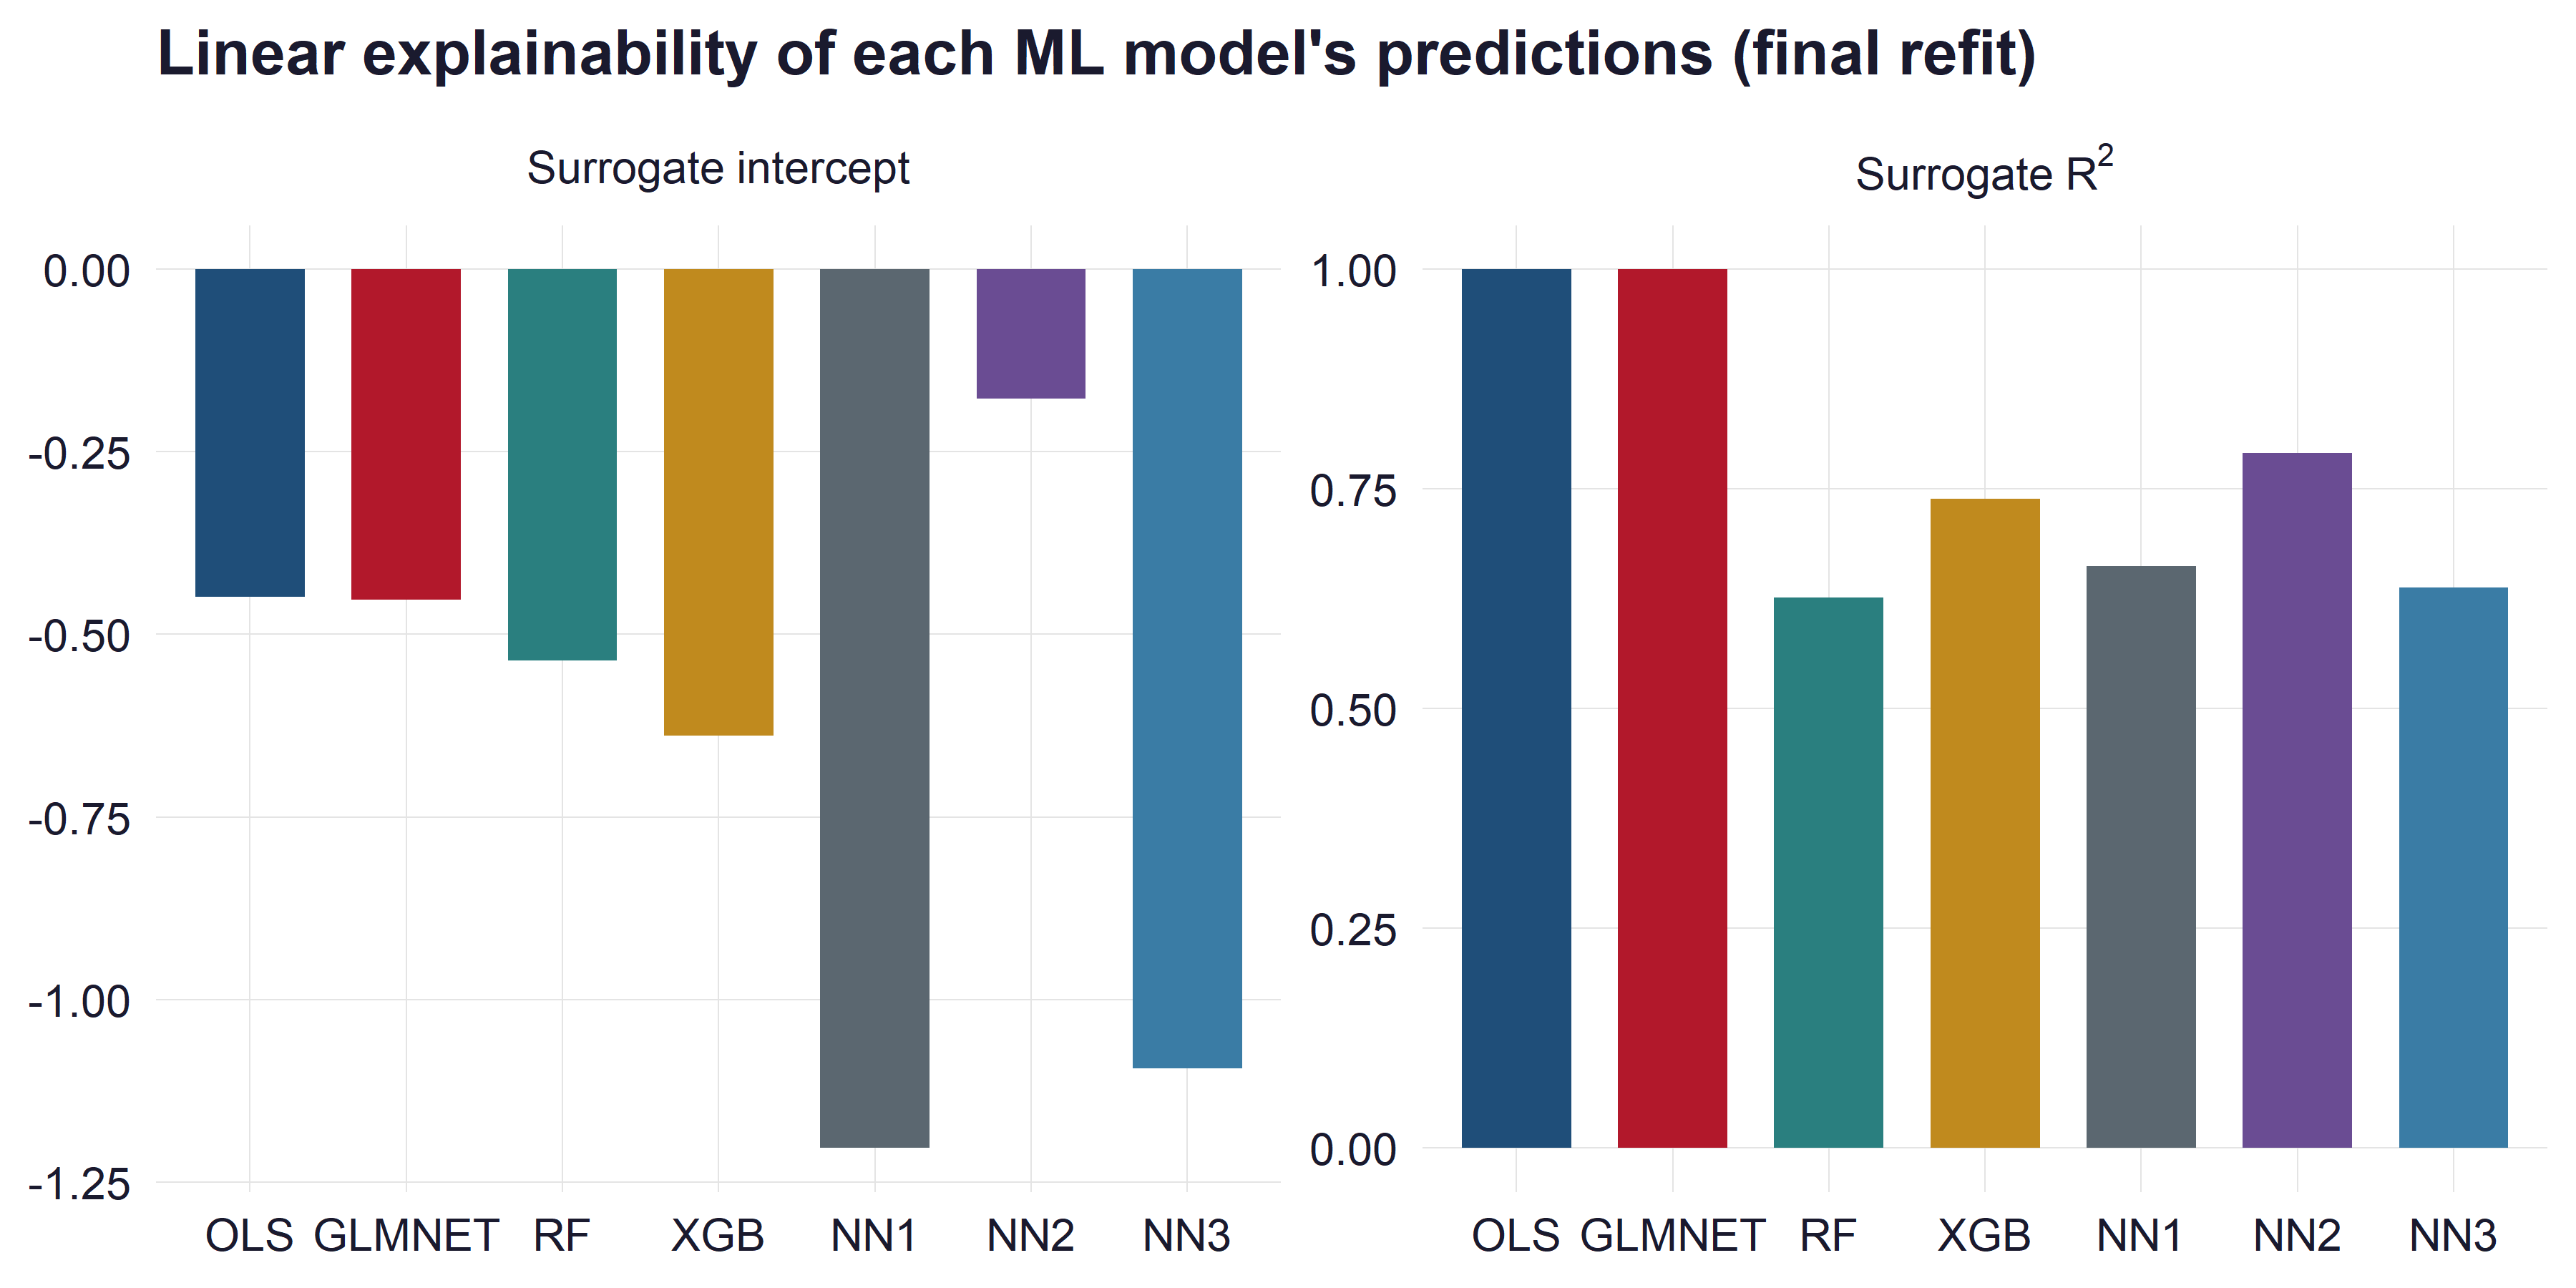 Linear explainability of each ML model's predictions (final refit)
Surrogate intercept
0.00
-0.25
-0.50
-0.75
-1.00
-1.25
OLS GLMNET RF XGB NN1 NN2 NN3
Surrogate R²
1.00
0.75
0.50
0.25
0.00
OLS GLMNET RF XGB NN1 NN2 NN3